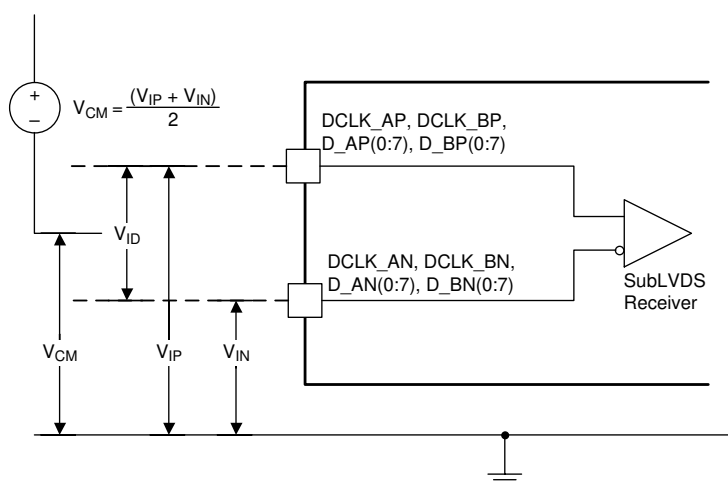 +
–
V_CM = (V_IP + V_IN) / 2
DCLK_AP, DCLK_BP,
D_AP(0:7), D_BP(0:7)
V_ID
DCLK_AN, DCLK_BN,
D_AN(0:7), D_BN(0:7)
SubLVDS
Receiver
V_CM
V_IP
V_IN